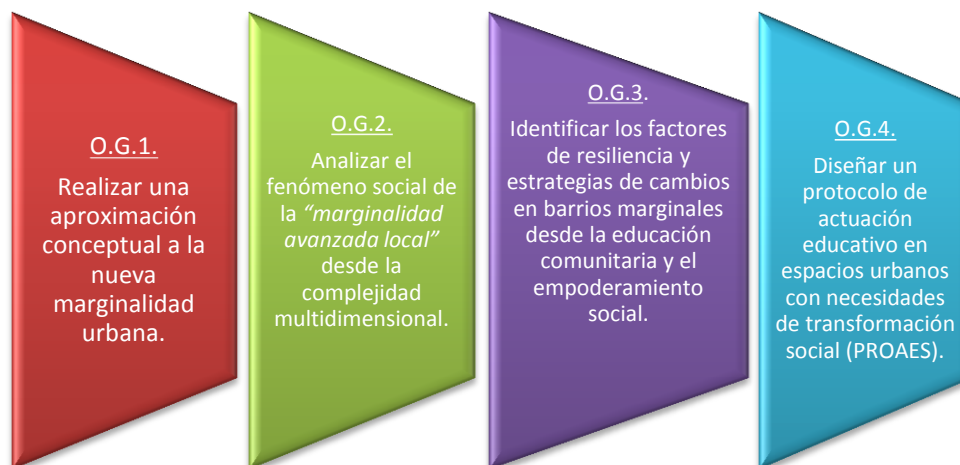 O.G.1.
Realizar una
aproximación
conceptual a la
nueva
marginalidad
urbana.
O.G.2.
Analizar el
fenómeno social de
la “marginalidad
avanzada local”
desde la
complejidad
multidimensional.
O.G.3.
Identificar los factores
de resiliencia y
estrategias de cambios
en barrios marginales
desde la educación
comunitaria y el
empoderamiento
social.
O.G.4.
Diseñar un
protocolo de
actuación
educativo en
espacios urbanos
con necesidades
de transformación
social (PROAES).